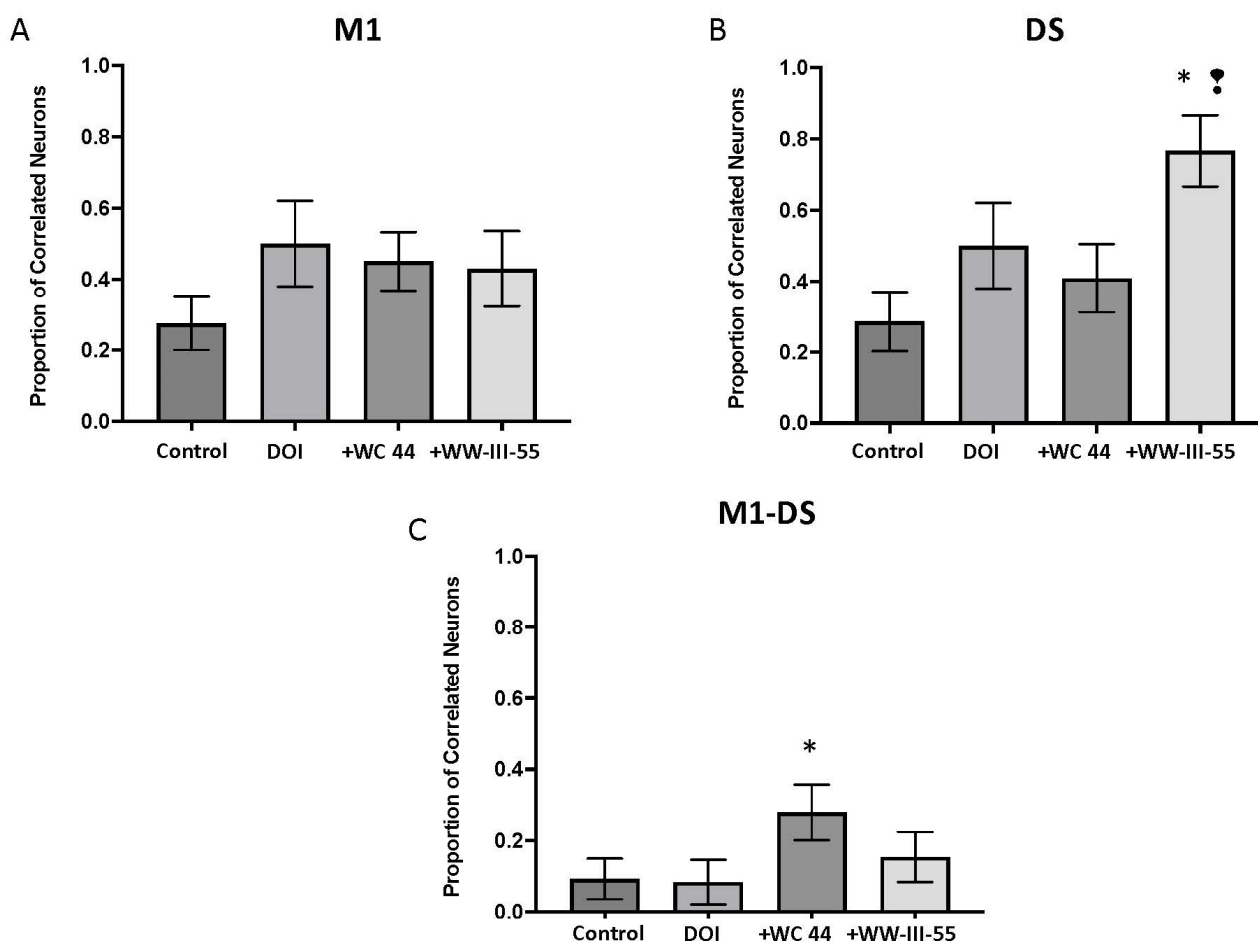 A
M1
Proportion of Correlated Neurons
1.0
0.8
0.6
0.4
0.2
0.0
Control DOI +WC 44 +WW-III-55
B
DS
Proportion of Correlated Neurons
1.0
0.8
0.6
0.4
0.2
0.0
* ❢
Control DOI +WC 44 +WW-III-55
C
M1-DS
Proportion of Correlated Neurons
1.0
0.8
0.6
0.4
0.2
0.0
*
Control DOI +WC 44 +WW-III-55